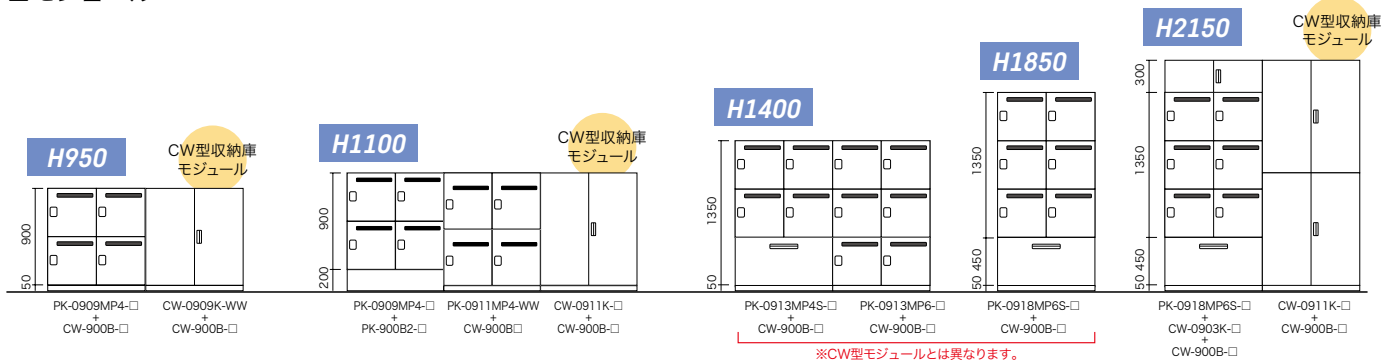 H950
CW型収納庫
モジュール
900
50
PK-0909MP4-□
+
CW-900B-□
CW-0909K-WW
+
CW-900B-□
H1100
CW型収納庫
モジュール
900
200
PK-0909MP4-□
+
PK-900B2-□
PK-0911MP4-WW
+
CW-900B□
CW-0911K-□
+
CW-900B-□
H1400
1350
50
PK-0913MP4S-□
+
CW-900B-□
PK-0913MP6-□
+
CW-900B-□
H1850
1350
450
50
PK-0918MP6S-□
+
CW-900B-□
※CW型モジュールとは異なります。
H2150
CW型収納庫
モジュール
300
1350
450
50
PK-0918MP6S-□
+
CW-0903K-□
+
CW-900B-□
CW-0911K-□
+
CW-900B-□